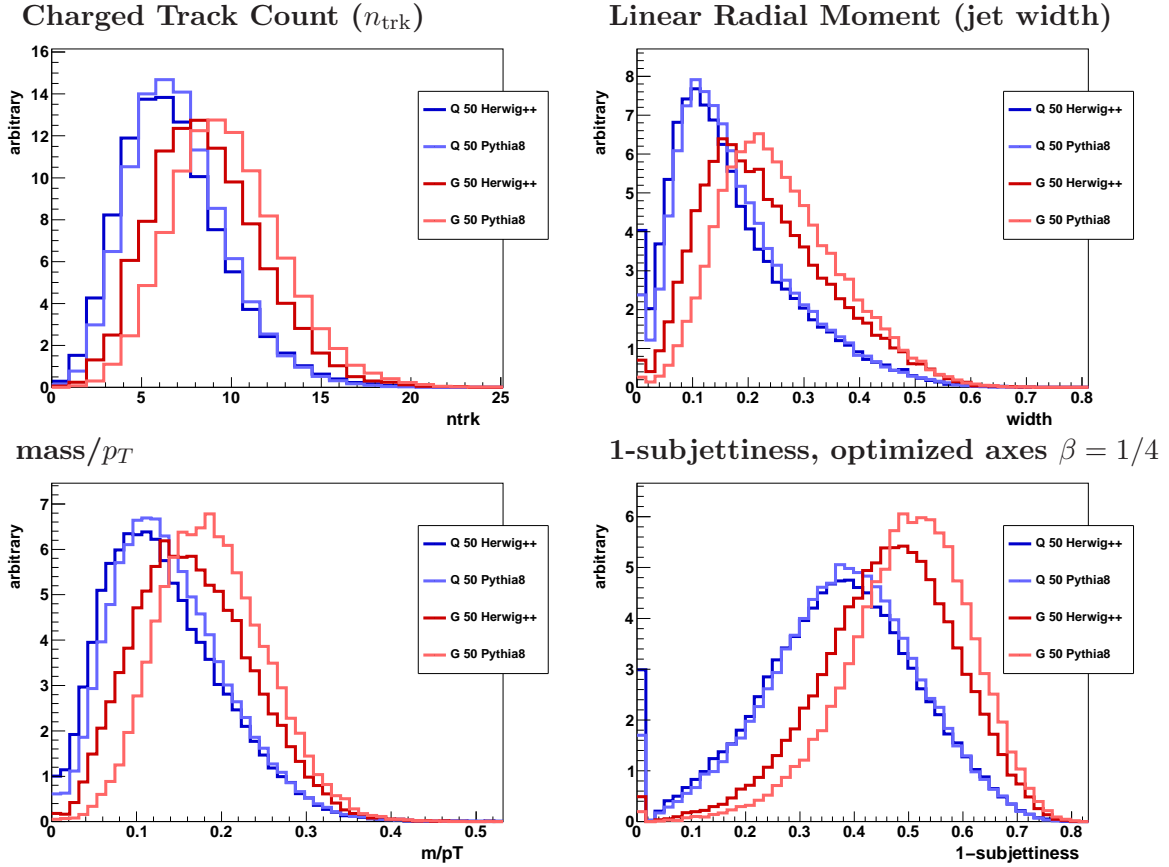 Charged Track Count (n_trk)
arbitrary
16
14
12
10
8
6
4
2
0
0 5 10 15 20 25
ntrk
Q 50 Herwig++
Q 50 Pythia8
G 50 Herwig++
G 50 Pythia8
Linear Radial Moment (jet width)
arbitrary
8
7
6
5
4
3
2
1
0
0 0.1 0.2 0.3 0.4 0.5 0.6 0.7 0.8
width
Q 50 Herwig++
Q 50 Pythia8
G 50 Herwig++
G 50 Pythia8
mass/p_T
arbitrary
7
6
5
4
3
2
1
0
0 0.1 0.2 0.3 0.4 0.5
m/pT
Q 50 Herwig++
Q 50 Pythia8
G 50 Herwig++
G 50 Pythia8
1-subjettiness, optimized axes β = 1/4
arbitrary
6
5
4
3
2
1
0
0 0.1 0.2 0.3 0.4 0.5 0.6 0.7 0.8
1−subjettiness
Q 50 Herwig++
Q 50 Pythia8
G 50 Herwig++
G 50 Pythia8